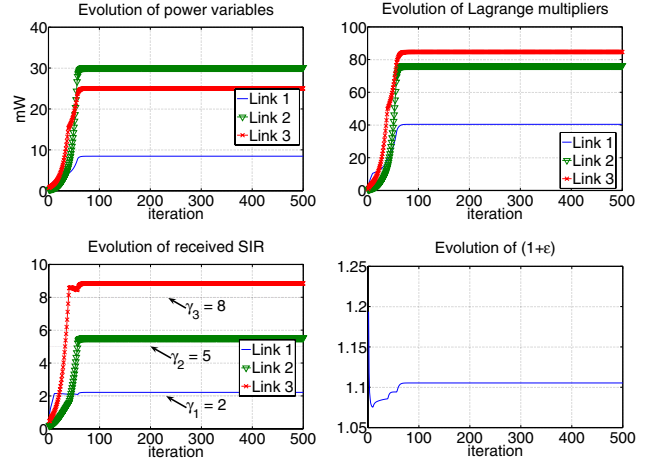 Evolution of power variables
mW
40
30
20
10
0
0 100 200 300 400 500
iteration
Link 1
Link 2
Link 3
Evolution of Lagrange multipliers
100
80
60
40
20
0
0 100 200 300 400 500
iteration
Link 1
Link 2
Link 3
Evolution of received SIR
10
8
6
4
2
0
0 100 200 300 400 500
iteration
γ3 = 8
γ2 = 5
γ1 = 2
Link 1
Link 2
Link 3
Evolution of (1+ε)
1.25
1.2
1.15
1.1
1.05
0 100 200 300 400 500
iteration